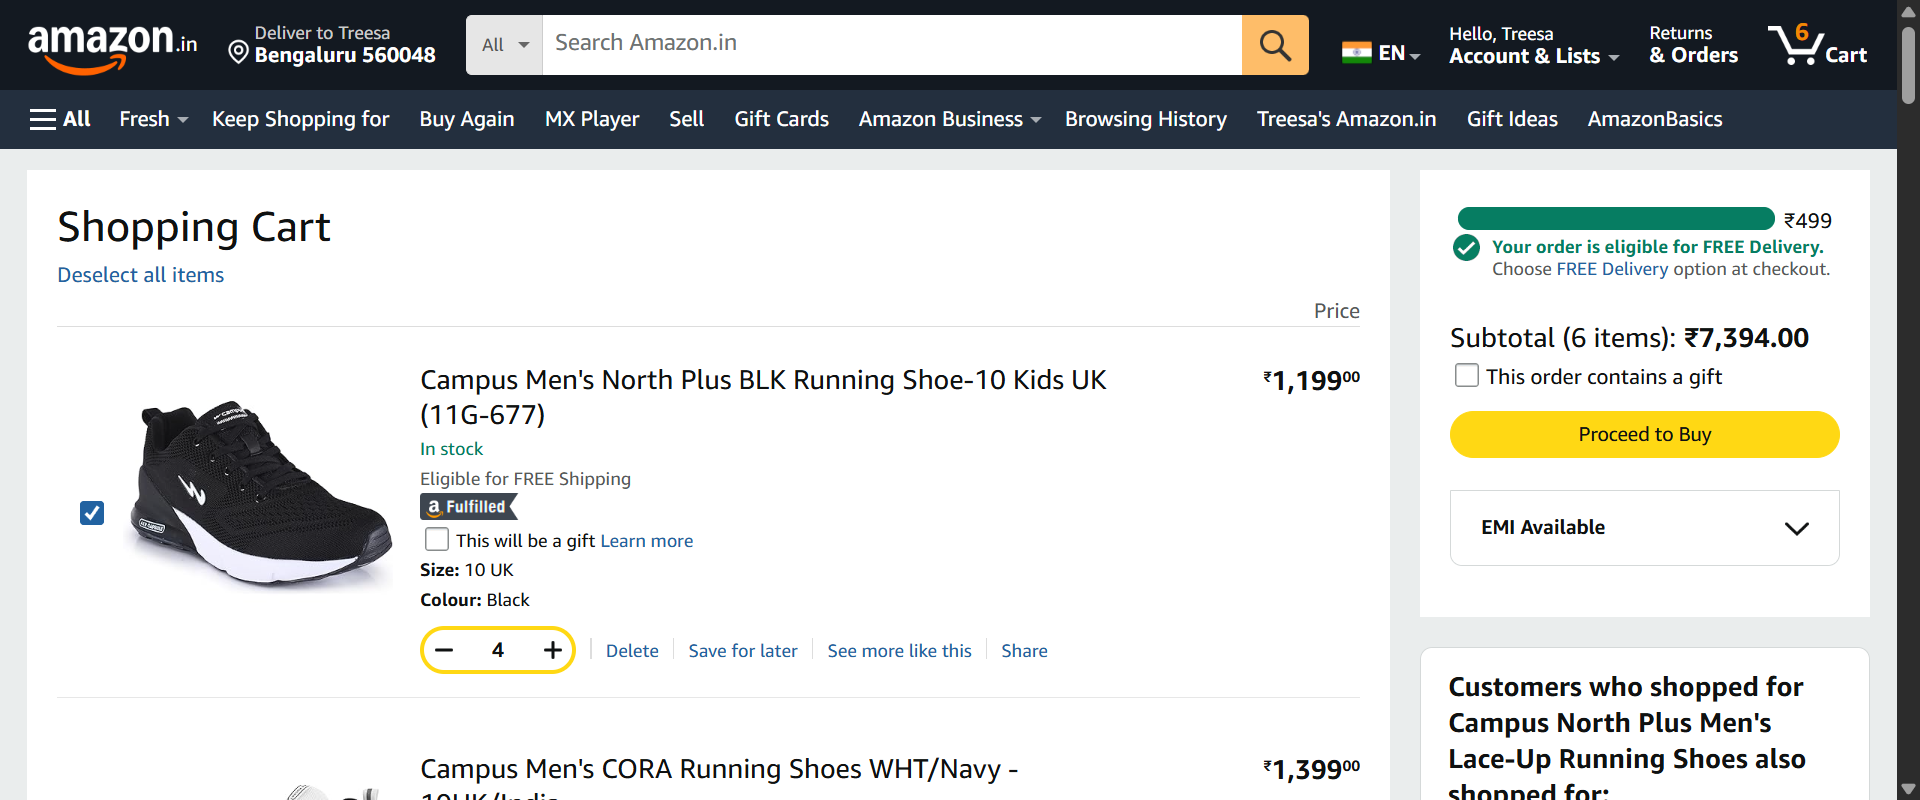 amazon.in
Deliver to Treesa
Bengaluru 560048
All
Search Amazon.in
EN
Hello, Treesa
Account & Lists
Returns
& Orders
6
Cart
All
Fresh
Keep Shopping for
Buy Again
MX Player
Sell
Gift Cards
Amazon Business
Browsing History
Treesa's Amazon.in
Gift Ideas
AmazonBasics
Shopping Cart
Deselect all items
Price
Campus Men's North Plus BLK Running Shoe-10 Kids UK
(11G-677)
₹1,19900
In stock
Eligible for FREE Shipping
a Fulfilled
This will be a gift Learn more
Size: 10 UK
Colour: Black
4
Delete
Save for later
See more like this
Share
Campus Men's CORA Running Shoes WHT/Navy -
10UK/India
₹1,39900
₹499
Your order is eligible for FREE Delivery.
Choose FREE Delivery option at checkout.
Subtotal (6 items): ₹7,394.00
This order contains a gift
Proceed to Buy
EMI Available
Customers who shopped for
Campus North Plus Men's
Lace-Up Running Shoes also
shopped for: